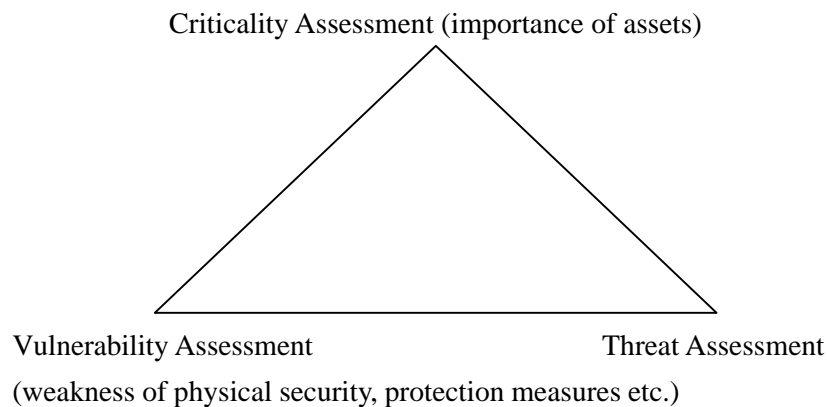 Criticality Assessment (importance of assets)
Vulnerability Assessment
Threat Assessment
(weakness of physical security, protection measures etc.)